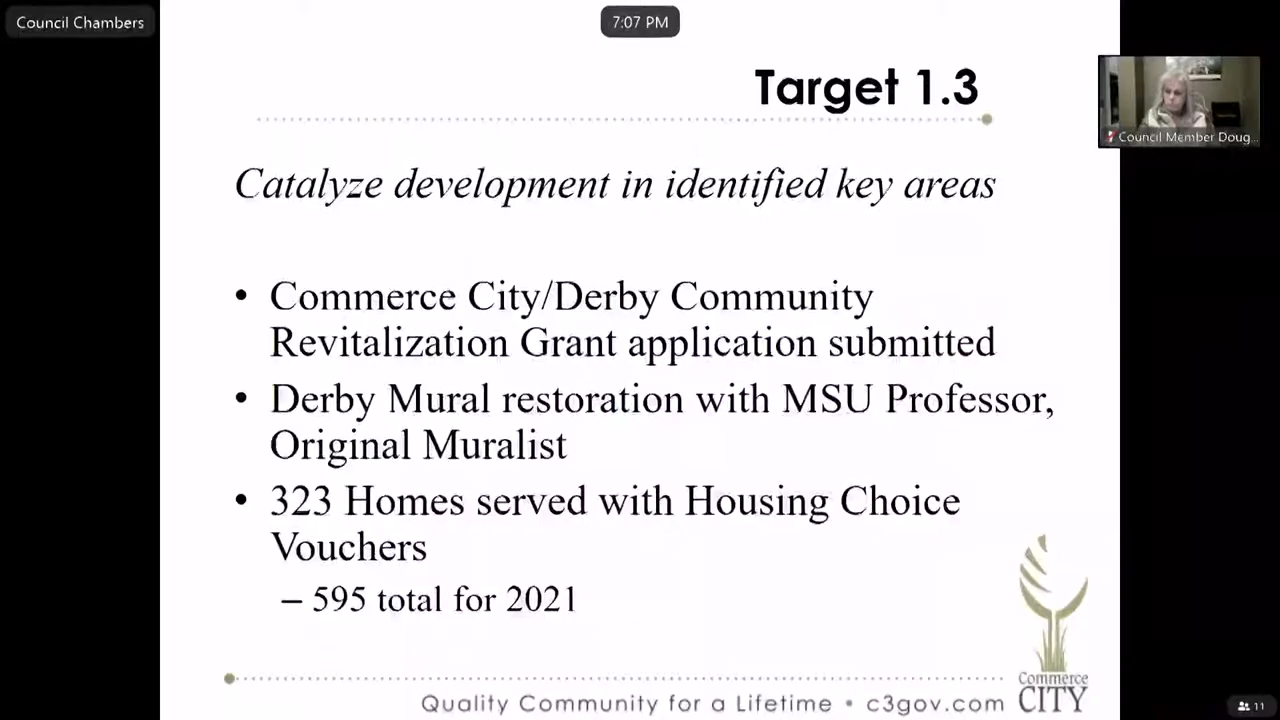 Council Chambers
7:07 PM
Target 1.3
Council Member Doug...
Catalyze development in identified key areas
• Commerce City/Derby Community
Revitalization Grant application submitted
• Derby Mural restoration with MSU Professor,
Original Muralist
• 323 Homes served with Housing Choice
Vouchers
– 595 total for 2021
Commerce
CITY
Quality Community for a Lifetime • c3gov.com
11